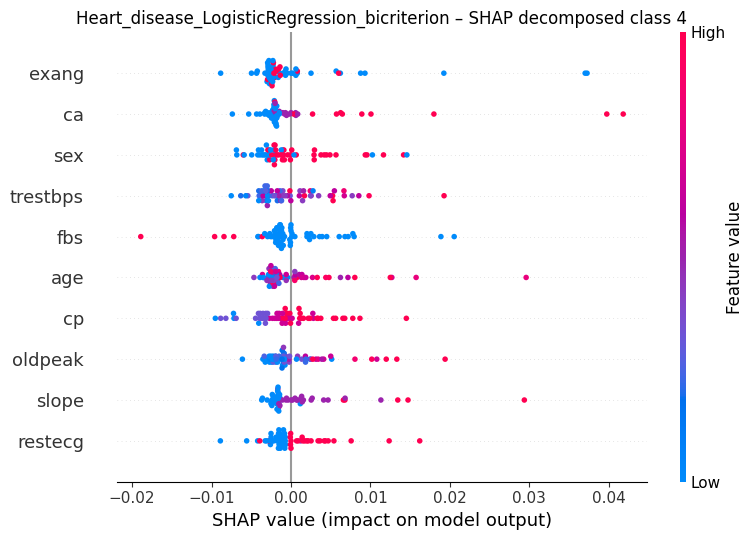 Heart_disease_LogisticRegression_bicriterion – SHAP decomposed class 4
High
exang
ca
sex
trestbps
fbs
age
cp
oldpeak
slope
restecg
Feature value
Low
−0.02 −0.01 0.00 0.01 0.02 0.03 0.04
SHAP value (impact on model output)